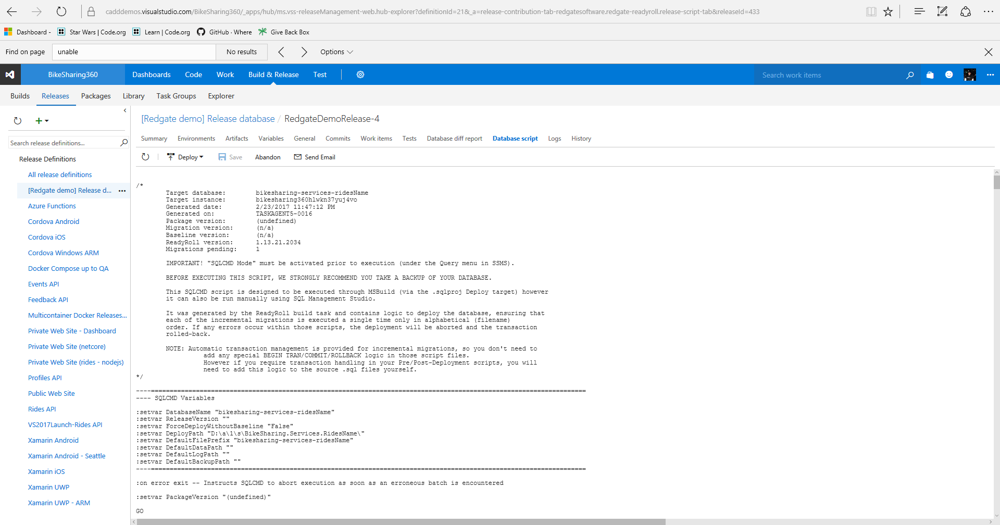 cadddemos.visualstudio.com/BikeSharing360/_apps/hub/ms.vss-releaseManagement-web.hub-explorer?definitionId=21&_a=release-contribution-tab-redgatesoftware.redgate-readyroll.release-script-tab&releaseId=433
Dashboard - Star Wars | Code.org Learn | Code.org GitHub · Where Give Back Box
Find on page unable No results Options
BikeSharing360 Dashboards Code Work Build & Release Test Search work items
Builds Releases Packages Library Task Groups Explorer
[Redgate demo] Release database / RedgateDemoRelease-4
Summary Environments Artifacts Variables General Commits Work items Tests Database diff report Database script Logs History
Deploy Save Abandon Send Email
Search release definitions...
Release Definitions
All release definitions
[Redgate demo] Release d...
Azure Functions
Cordova Android
Cordova iOS
Cordova Windows ARM
Docker Compose up to QA
Events API
Feedback API
Multicontainer Docker Releases...
Private Web Site - Dashboard
Private Web Site (netcore)
Private Web Site (rides - nodejs)
Profiles API
Public Web Site
Rides API
VS2017Launch-Rides API
Xamarin Android
Xamarin Android - Seattle
Xamarin iOS
Xamarin UWP
Xamarin UWP - ARM
/*
Target database: bikesharing-services-ridesName
Target instance: bikesharing360hlwkn37yuj4vo
Generated date: 2/23/2017 11:47:12 PM
Generated on: TASKAGENT5-0016
Package version: (undefined)
Migration version: (n/a)
Baseline version: (n/a)
ReadyRoll version: 1.13.21.2034
Migrations pending: 1
IMPORTANT! "SQLCMD Mode" must be activated prior to execution (under the Query menu in SSMS).
BEFORE EXECUTING THIS SCRIPT, WE STRONGLY RECOMMEND YOU TAKE A BACKUP OF YOUR DATABASE.
This SQLCMD script is designed to be executed through MSBuild (via the .sqlproj Deploy target) however
it can also be run manually using SQL Management Studio.
It was generated by the ReadyRoll build task and contains logic to deploy the database, ensuring that
each of the incremental migrations is executed a single time only in alphabetical (filename)
order. If any errors occur within those scripts, the deployment will be aborted and the transaction
rolled-back.
NOTE: Automatic transaction management is provided for incremental migrations, so you don't need to
add any special BEGIN TRAN/COMMIT/ROLLBACK logic in those script files.
However if you require transaction handling in your Pre/Post-Deployment scripts, you will
need to add this logic to the source .sql files yourself.
*/
----====================================================================================================================
---- SQLCMD Variables
:setvar DatabaseName "bikesharing-services-ridesName"
:setvar ReleaseVersion ""
:setvar ForceDeployWithoutBaseline "False"
:setvar DeployPath "D:\a\1\s\BikeSharing.Services.RidesName\"
:setvar DefaultFilePrefix "bikesharing-services-ridesName"
:setvar DefaultDataPath ""
:setvar DefaultLogPath ""
:setvar DefaultBackupPath ""
----====================================================================================================================
:on error exit -- Instructs SQLCMD to abort execution as soon as an erroneous batch is encountered
:setvar PackageVersion "(undefined)"
GO